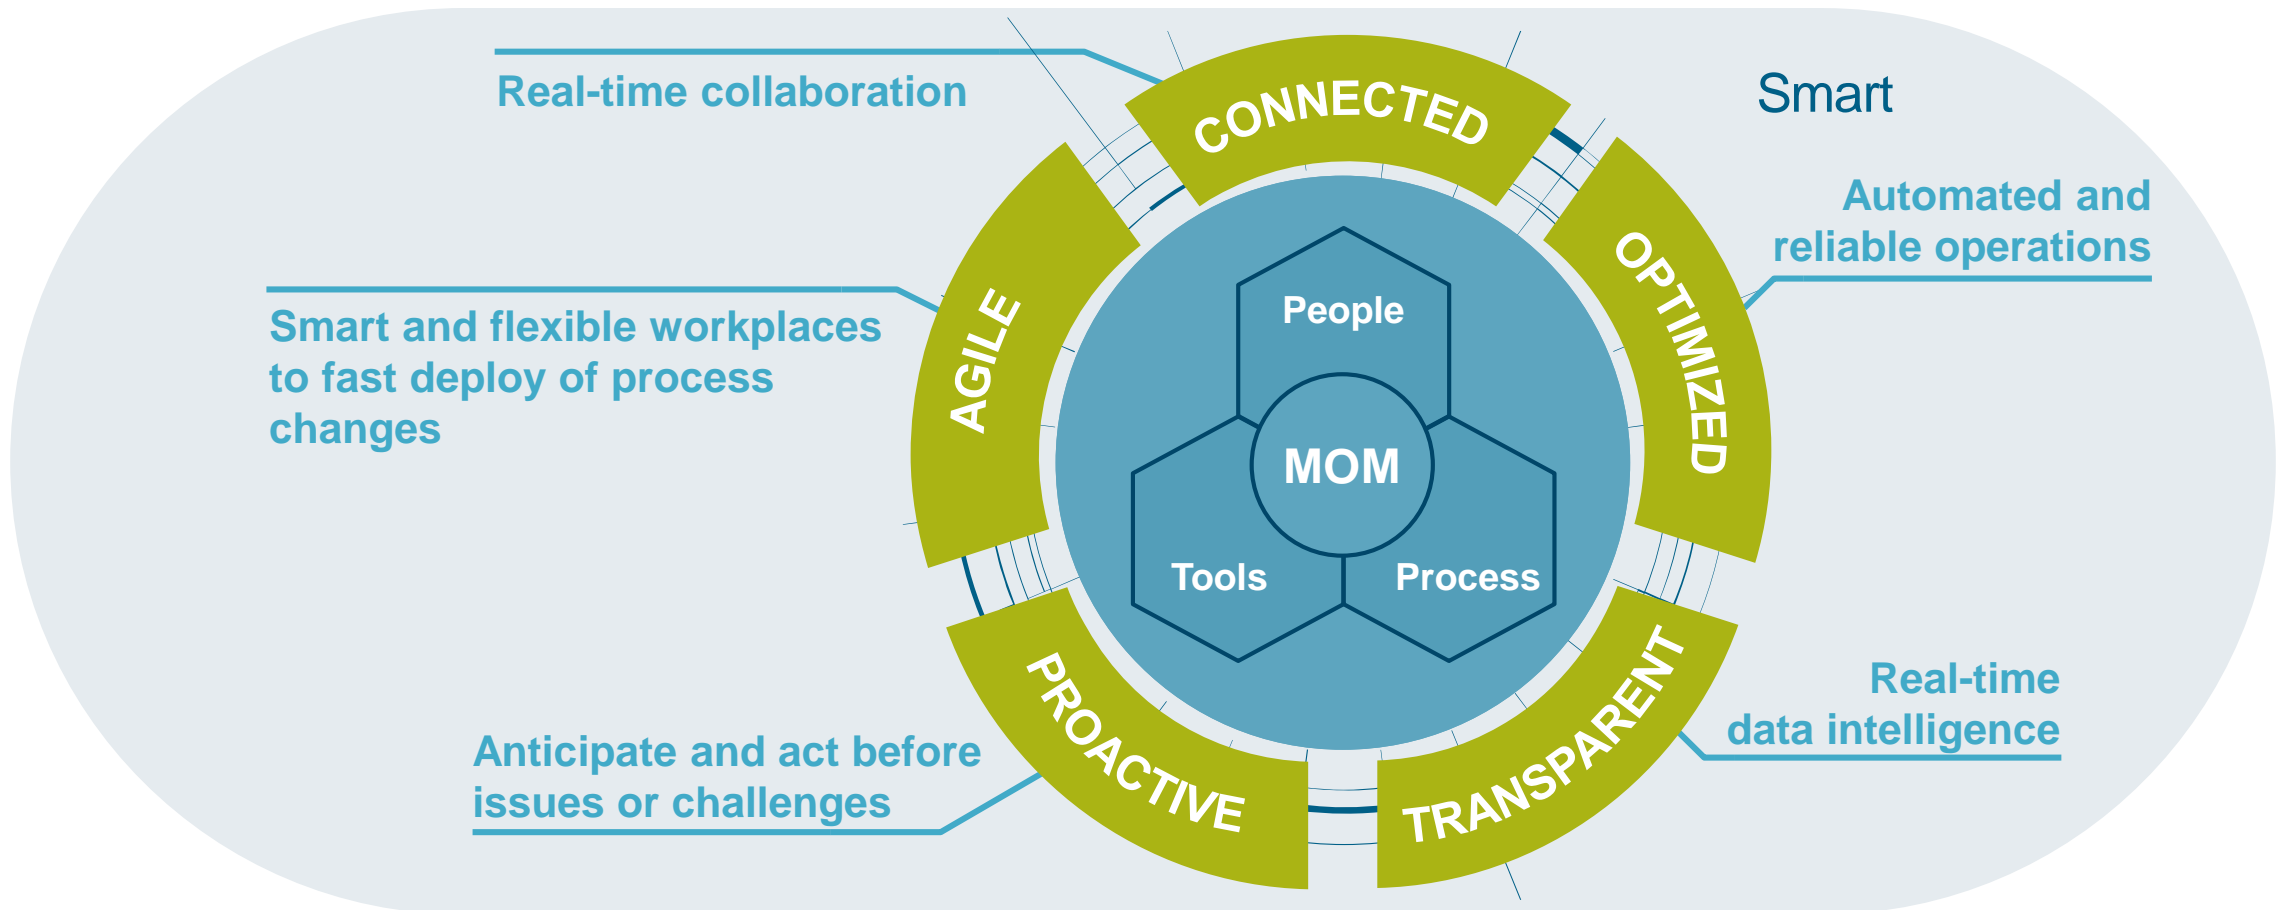 Real-time collaboration
CONNECTED
Smart
Automated and
reliable operations
OPTIMIZED
AGILE
Smart and flexible workplaces
to fast deploy of process
changes
People
MOM
Tools
Process
PROACTIVE
Anticipate and act before
issues or challenges
TRANSPARENT
Real-time
data intelligence